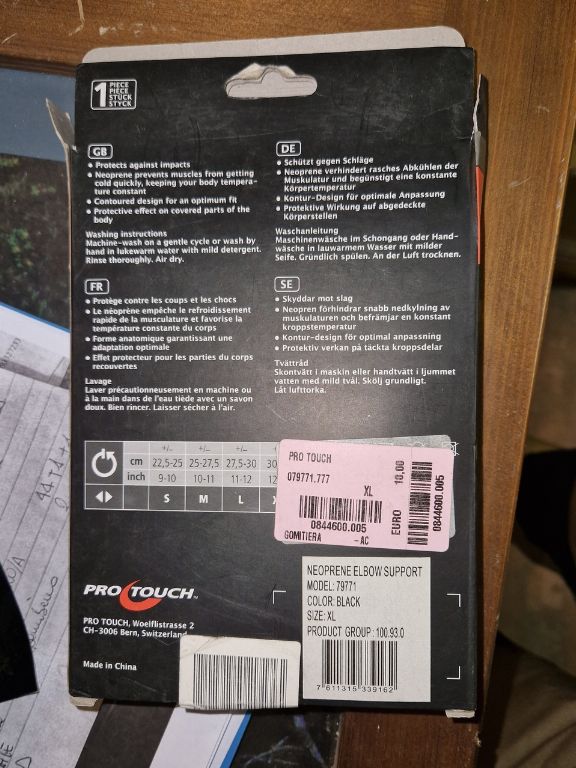 1 PIECE
PIECE
STÜCK
STYCK
GB
• Protects against impacts
• Neoprene prevents muscles from getting
cold quickly, keeping your body tempera-
ture constant
• Contoured design for an optimum fit
• Protective effect on covered parts of the
body
Washing instructions
Machine-wash on a gentle cycle or wash by
hand in lukewarm water with mild detergent.
Rinse thoroughly. Air dry.
DE
• Schützt gegen Schläge
• Neoprene verhindert rasches Abkühlen der
Muskulatur und begünstigt eine konstante
Körpertemperatur
• Kontur-Design für optimale Anpassung
• Protektive Wirkung auf abgedeckte
Körperstellen
Waschanleitung
Maschinenwäsche im Schongang oder Hand-
wäsche in lauwarmem Wasser mit milder
Seife. Gründlich spülen. An der Luft trocknen.
FR
• Protège contre les coups et les chocs
• Le néoprène empêche le refroidissement
rapide de la musculature et favorise la
température constante du corps
• Forme anatomique garantissant une
adaptation optimale
• Effet protecteur pour les parties du corps
recouvertes
Lavage
Laver précautionneusement en machine ou
à la main dans de l'eau tiède avec un savon
doux. Bien rincer. Laisser sécher à l'air.
SE
• Skyddar mot slag
• Neopren förhindrar snabb nedkylning av
muskulaturen och befrämjar en konstant
kroppstemperatur
• Kontur-design för optimal anpassning
• Protektiv verkan på täckta kroppsdelar
Tvättråd
Skontvätt i maskin eller handtvätt i ljummet
vatten med mild tvål. Skölj grundligt.
Låt lufttorka.
+/- +/- +/-
cm 22,5-25 25-27,5 27,5-30 30
inch 9-10 10-11 11-12 12
S M L
PRO TOUCH
079771.777
XL
0844600.005
GOMITIERA -AC
EURO 10,00
0844600.005
PRO TOUCH™
PRO TOUCH, Woelflistrasse 2
CH-3006 Bern, Switzerland
Made in China
NEOPRENE ELBOW SUPPORT
MODEL: 79771
COLOR: BLACK
SIZE: XL
PRODUCT GROUP: 100.93.0
7 611315 339162